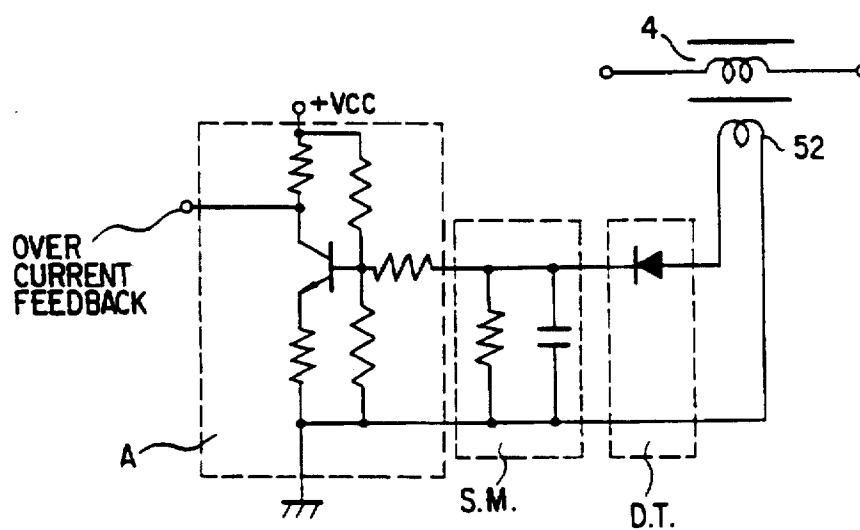 4
+VCC
52
OVER
CURRENT
FEEDBACK
A
S.M.
D.T.